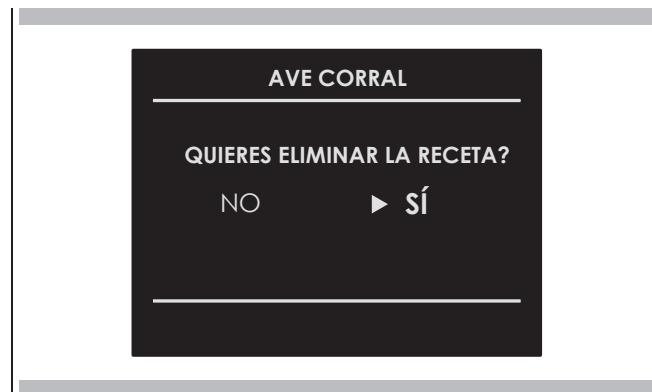 AVE CORRAL
QUIERES ELIMINAR LA RECETA?
NO ▶ SÍ